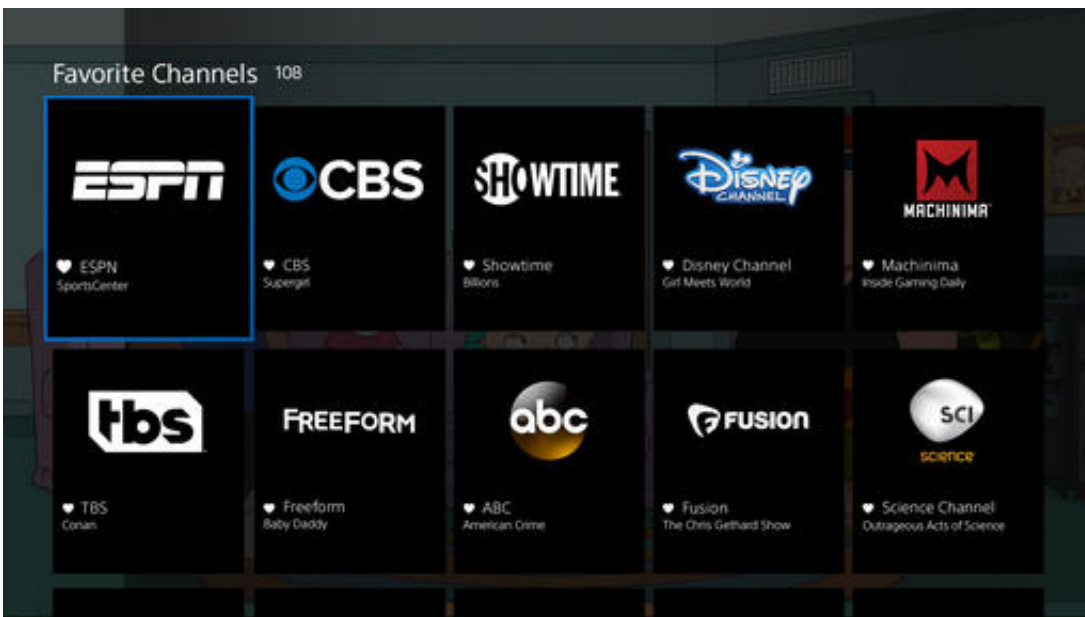 Favorite Channels 108
ESPN
CBS
SHOWTIME
Disney CHANNEL
MACHINIMA
ESPN
SportsCenter
CBS
Supergirl
Showtime
Billions
Disney Channel
Girl Meets World
Machinima
Inside Gaming Daily
tbs
FREEFORM
abc
FUSION
SCI
SCIENCE
TBS
Conan
Freeform
Baby Daddy
ABC
American Crime
Fusion
The Chris Gethard Show
Science Channel
Outrageous Acts of Science